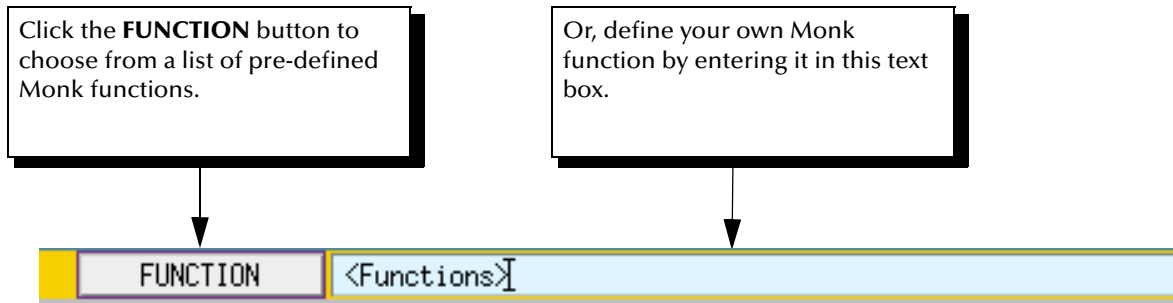 Click the FUNCTION button to
choose from a list of pre-defined
Monk functions.
Or, define your own Monk
function by entering it in this text
box.
FUNCTION
<Functions>